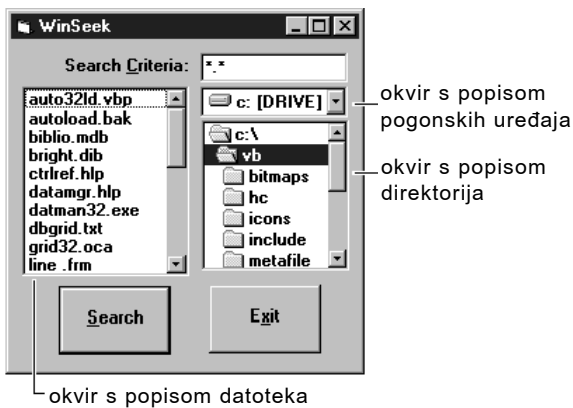 WinSeek
Search Criteria: *.*
auto32ld.vbp
autoload.bak
biblio.mdb
bright.dib
ctrlref.hlp
datamgr.hlp
datman32.exe
dbgrid.txt
grid32.oca
line .frm
c: [DRIVE]
c:\
vb
bitmaps
hc
icons
include
metafile
Search
Exit
okvir s popisom
pogonskih uređaja
okvir s popisom
direktorija
okvir s popisom datoteka